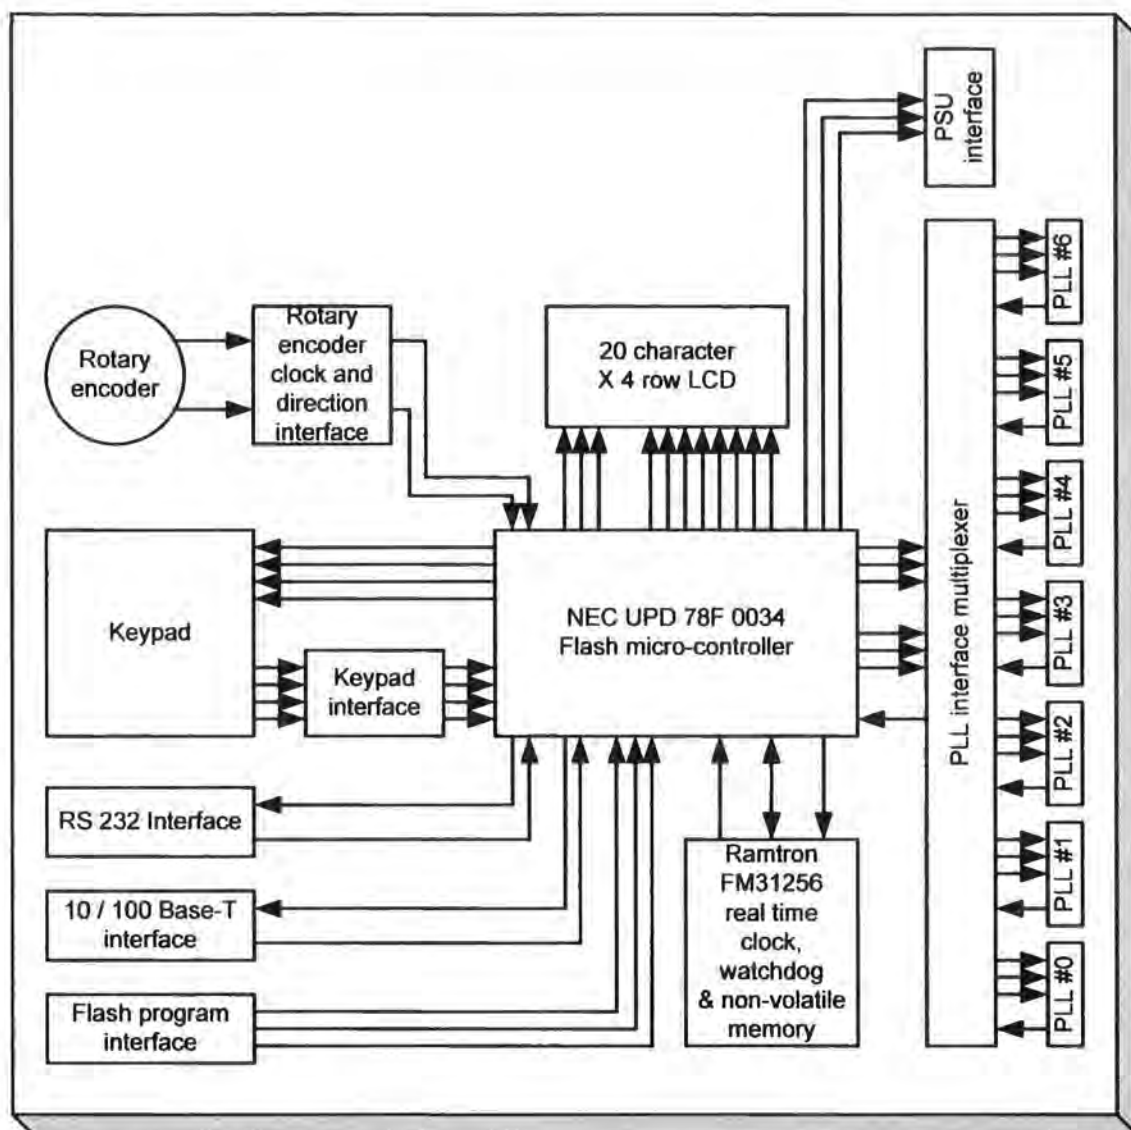 PSU
interface
Rotary
encoder
Rotary
encoder
clock and
direction
interface
20 character
X 4 row LCD
Keypad
Keypad
interface
NEC UPD 78F 0034
Flash micro-controller
PLL interface multiplexer
PLL #6
PLL #5
PLL #4
PLL #3
PLL #2
PLL #1
PLL #0
RS 232 Interface
10 / 100 Base-T
interface
Flash program
interface
Ramtron
FM31256
real time
clock,
watchdog
& non-volatile
memory